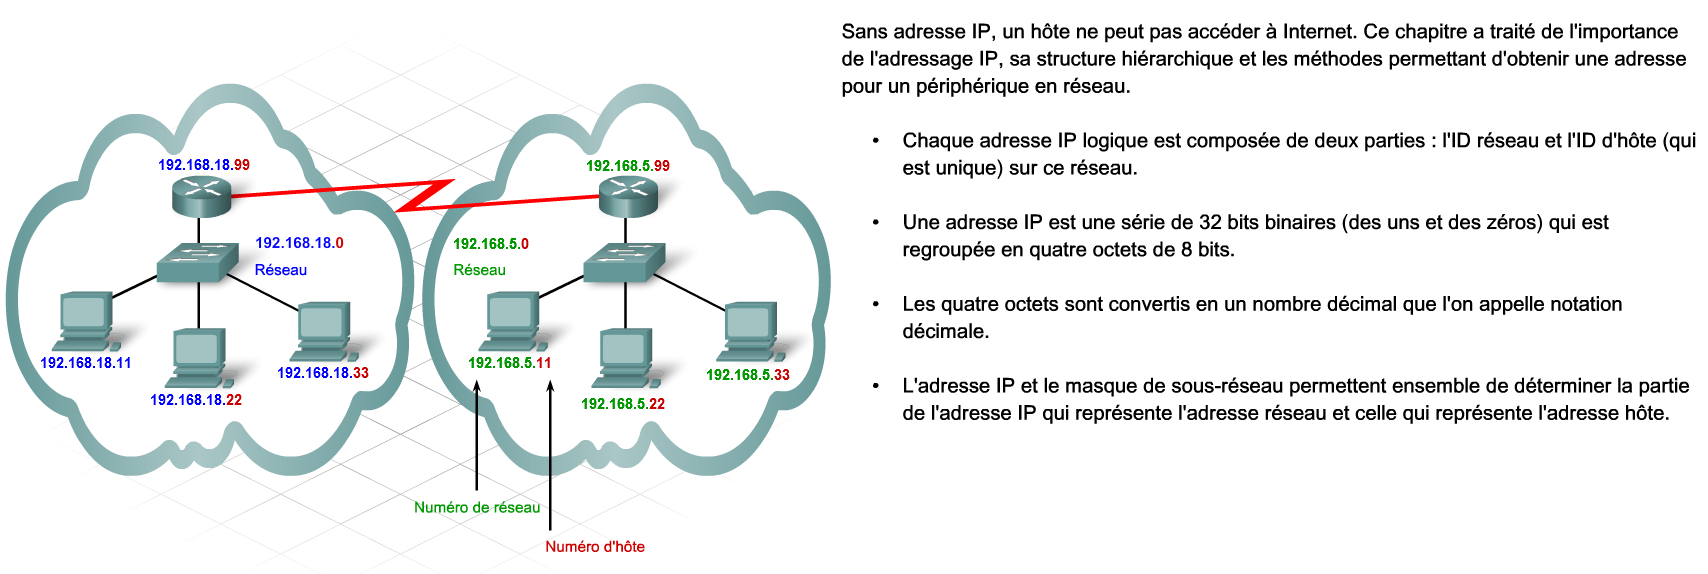 192.168.18.99
192.168.18.0
Réseau
192.168.18.11
192.168.18.22
192.168.18.33
192.168.5.99
192.168.5.0
Réseau
192.168.5.11
192.168.5.22
192.168.5.33
Numéro de réseau
Numéro d'hôte
Sans adresse IP, un hôte ne peut pas accéder à Internet. Ce chapitre a traité de l'importance
de l'adressage IP, sa structure hiérarchique et les méthodes permettant d'obtenir une adresse
pour un périphérique en réseau.
• Chaque adresse IP logique est composée de deux parties : l'ID réseau et l'ID d'hôte (qui
est unique) sur ce réseau.
• Une adresse IP est une série de 32 bits binaires (des uns et des zéros) qui est
regroupée en quatre octets de 8 bits.
• Les quatre octets sont convertis en un nombre décimal que l'on appelle notation
décimale.
• L'adresse IP et le masque de sous-réseau permettent ensemble de déterminer la partie
de l'adresse IP qui représente l'adresse réseau et celle qui représente l'adresse hôte.